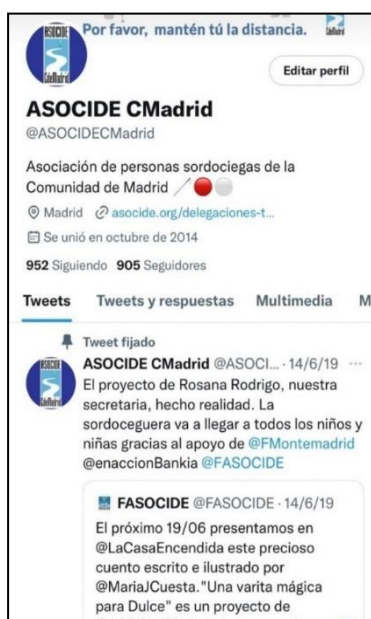 ASOCIDE
CdeMadrid
Por favor, mantén tú la distancia.
Editar perfil
ASOCIDE CMadrid
@ASOCIDECMadrid
Asociación de personas sordociegas de la
Comunidad de Madrid
Madrid asocide.org/delegaciones-t...
Se unió en octubre de 2014
952 Siguiendo 905 Seguidores
Tweets Tweets y respuestas Multimedia M
Tweet fijado
ASOCIDE CMadrid @ASOCI... · 14/6/19 ...
El proyecto de Rosana Rodrigo, nuestra
secretaria, hecho realidad. La
sordoceguera va a llegar a todos los niños y
niñas gracias al apoyo de @FMontemadrid
@enaccionBankia @FASOCIDE
FASOCIDE @FASOCIDE · 14/6/19
El próximo 19/06 presentamos en
@LaCasaEncendida este precioso
cuento escrito e ilustrado por
@MariaJCuesta."Una varita mágica
para Dulce" es un proyecto de